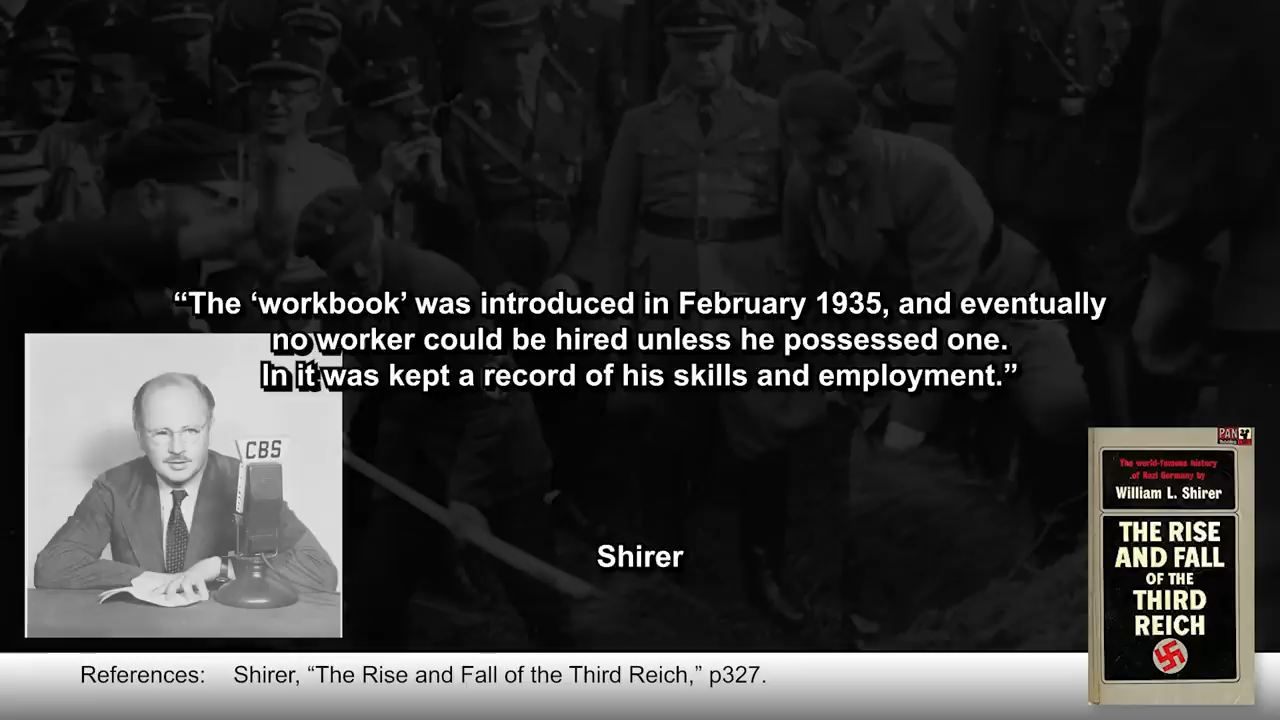 “The ‘workbook’ was introduced in February 1935, and eventually
no worker could be hired unless he possessed one.
In it was kept a record of his skills and employment.”
CBS
Shirer
PAN
The world-famous history
of Nazi Germany by
William L. Shirer
THE RISE
AND FALL
OF THE
THIRD
REICH
References: Shirer, “The Rise and Fall of the Third Reich,” p327.